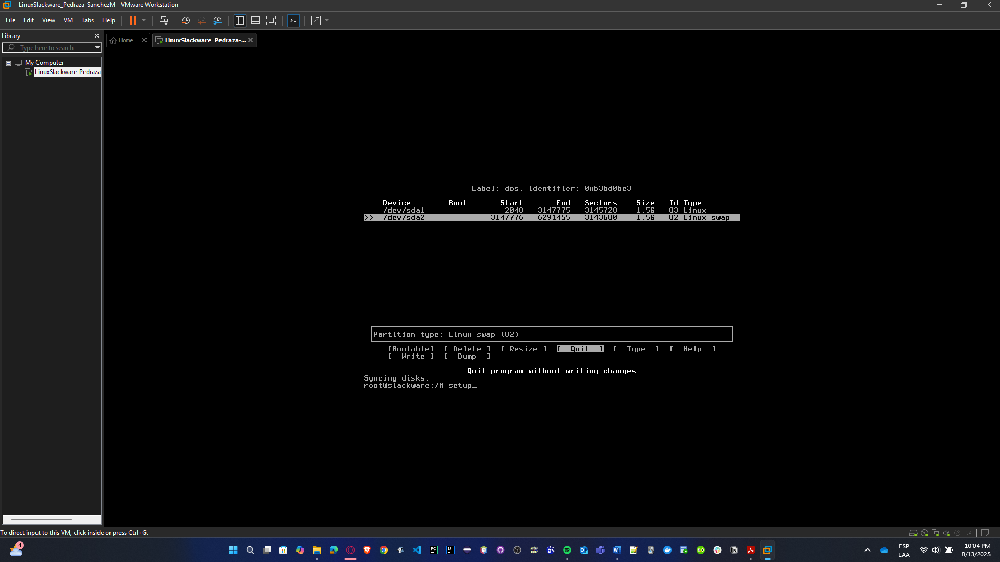 LinuxSlackware_Pedraza-SanchezM - VMware Workstation
File Edit View VM Tabs Help
Library
Type here to search
My Computer
LinuxSlackware_Pedraza
Home
LinuxSlackware_Pedraza-...
Label: dos, identifier: 0xb3bd0be3
Device Boot Start End Sectors Size Id Type
/dev/sda1 2048 3147775 3145728 1.5G 83 Linux
>> /dev/sda2 3147776 6291455 3143680 1.5G 82 Linux swap
Partition type: Linux swap (82)
[Bootable] [ Delete ] [ Resize ] [ Quit ] [ Type ] [ Help ]
[ Write ] [ Dump ]
Quit program without writing changes
Syncing disks.
root@slackware:/# setup_
To direct input to this VM, click inside or press Ctrl+G.
4
PC
IJ
W
N
ESP
LAA
10:04 PM
8/13/2025